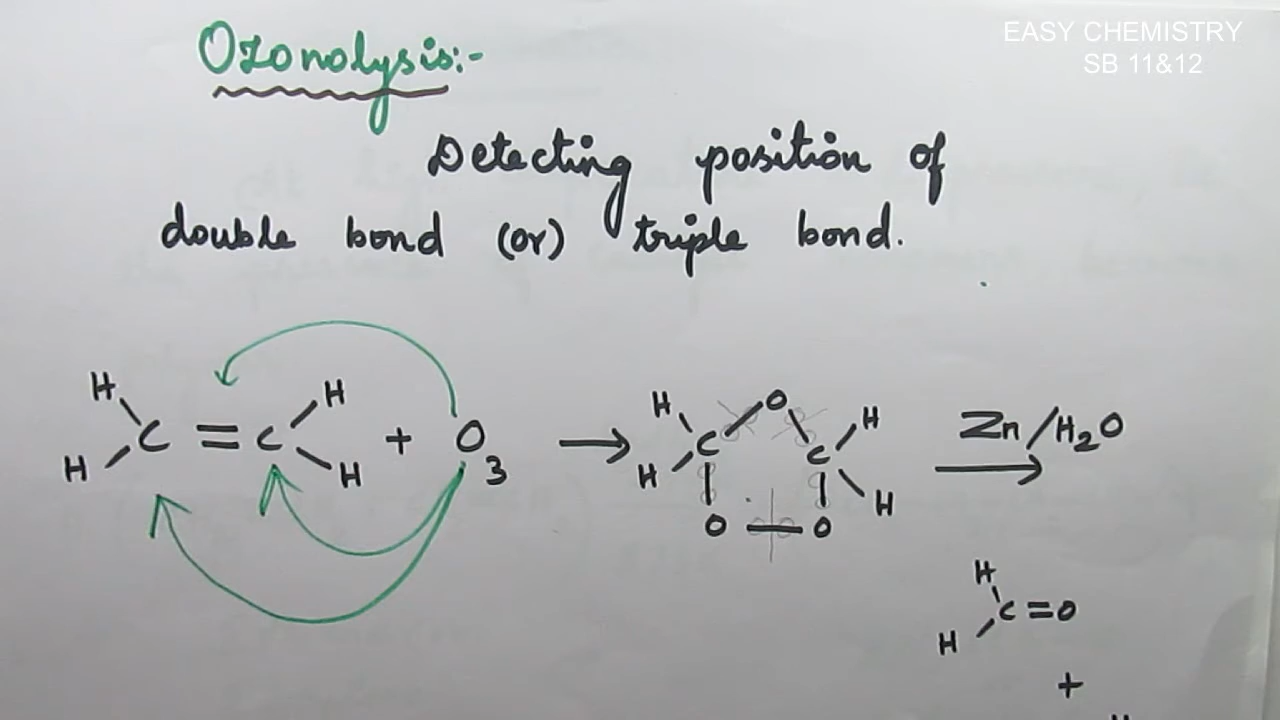 EASY CHEMISTRY
SB 11&12
Ozonolysis:-
Detecting position of
double bond (or) triple bond.
H H
C = C + O3 → C O C Zn/H2O
H H
H H
H H
O — O
H
C = O
H
+
H